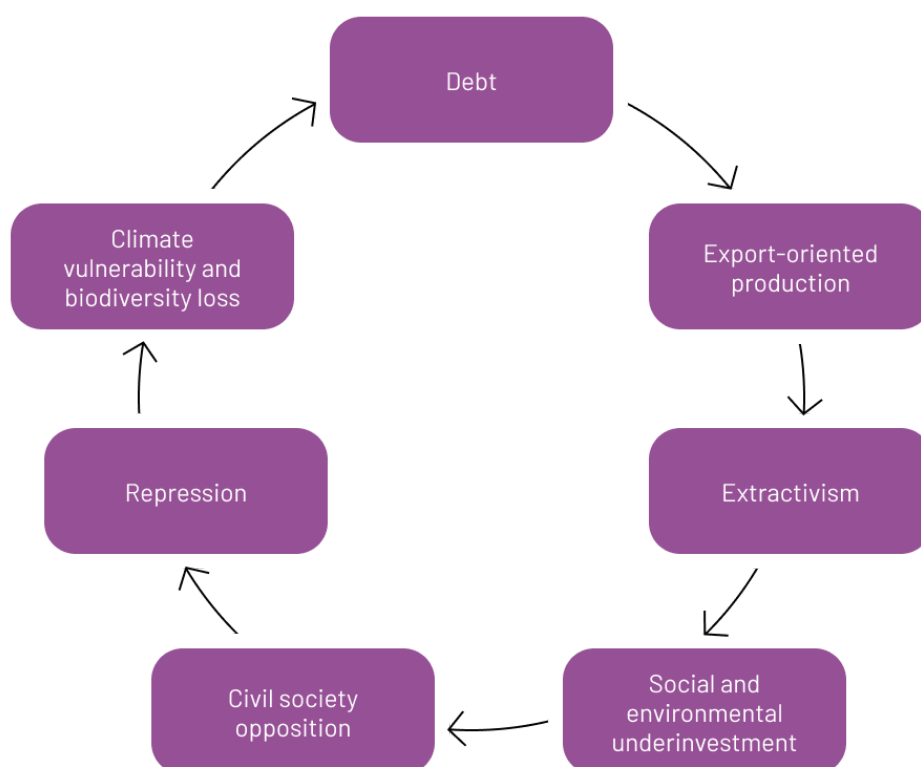 Debt
Export-oriented
production
Extractivism
Social and
environmental
underinvestment
Civil society
opposition
Repression
Climate
vulnerability and
biodiversity loss